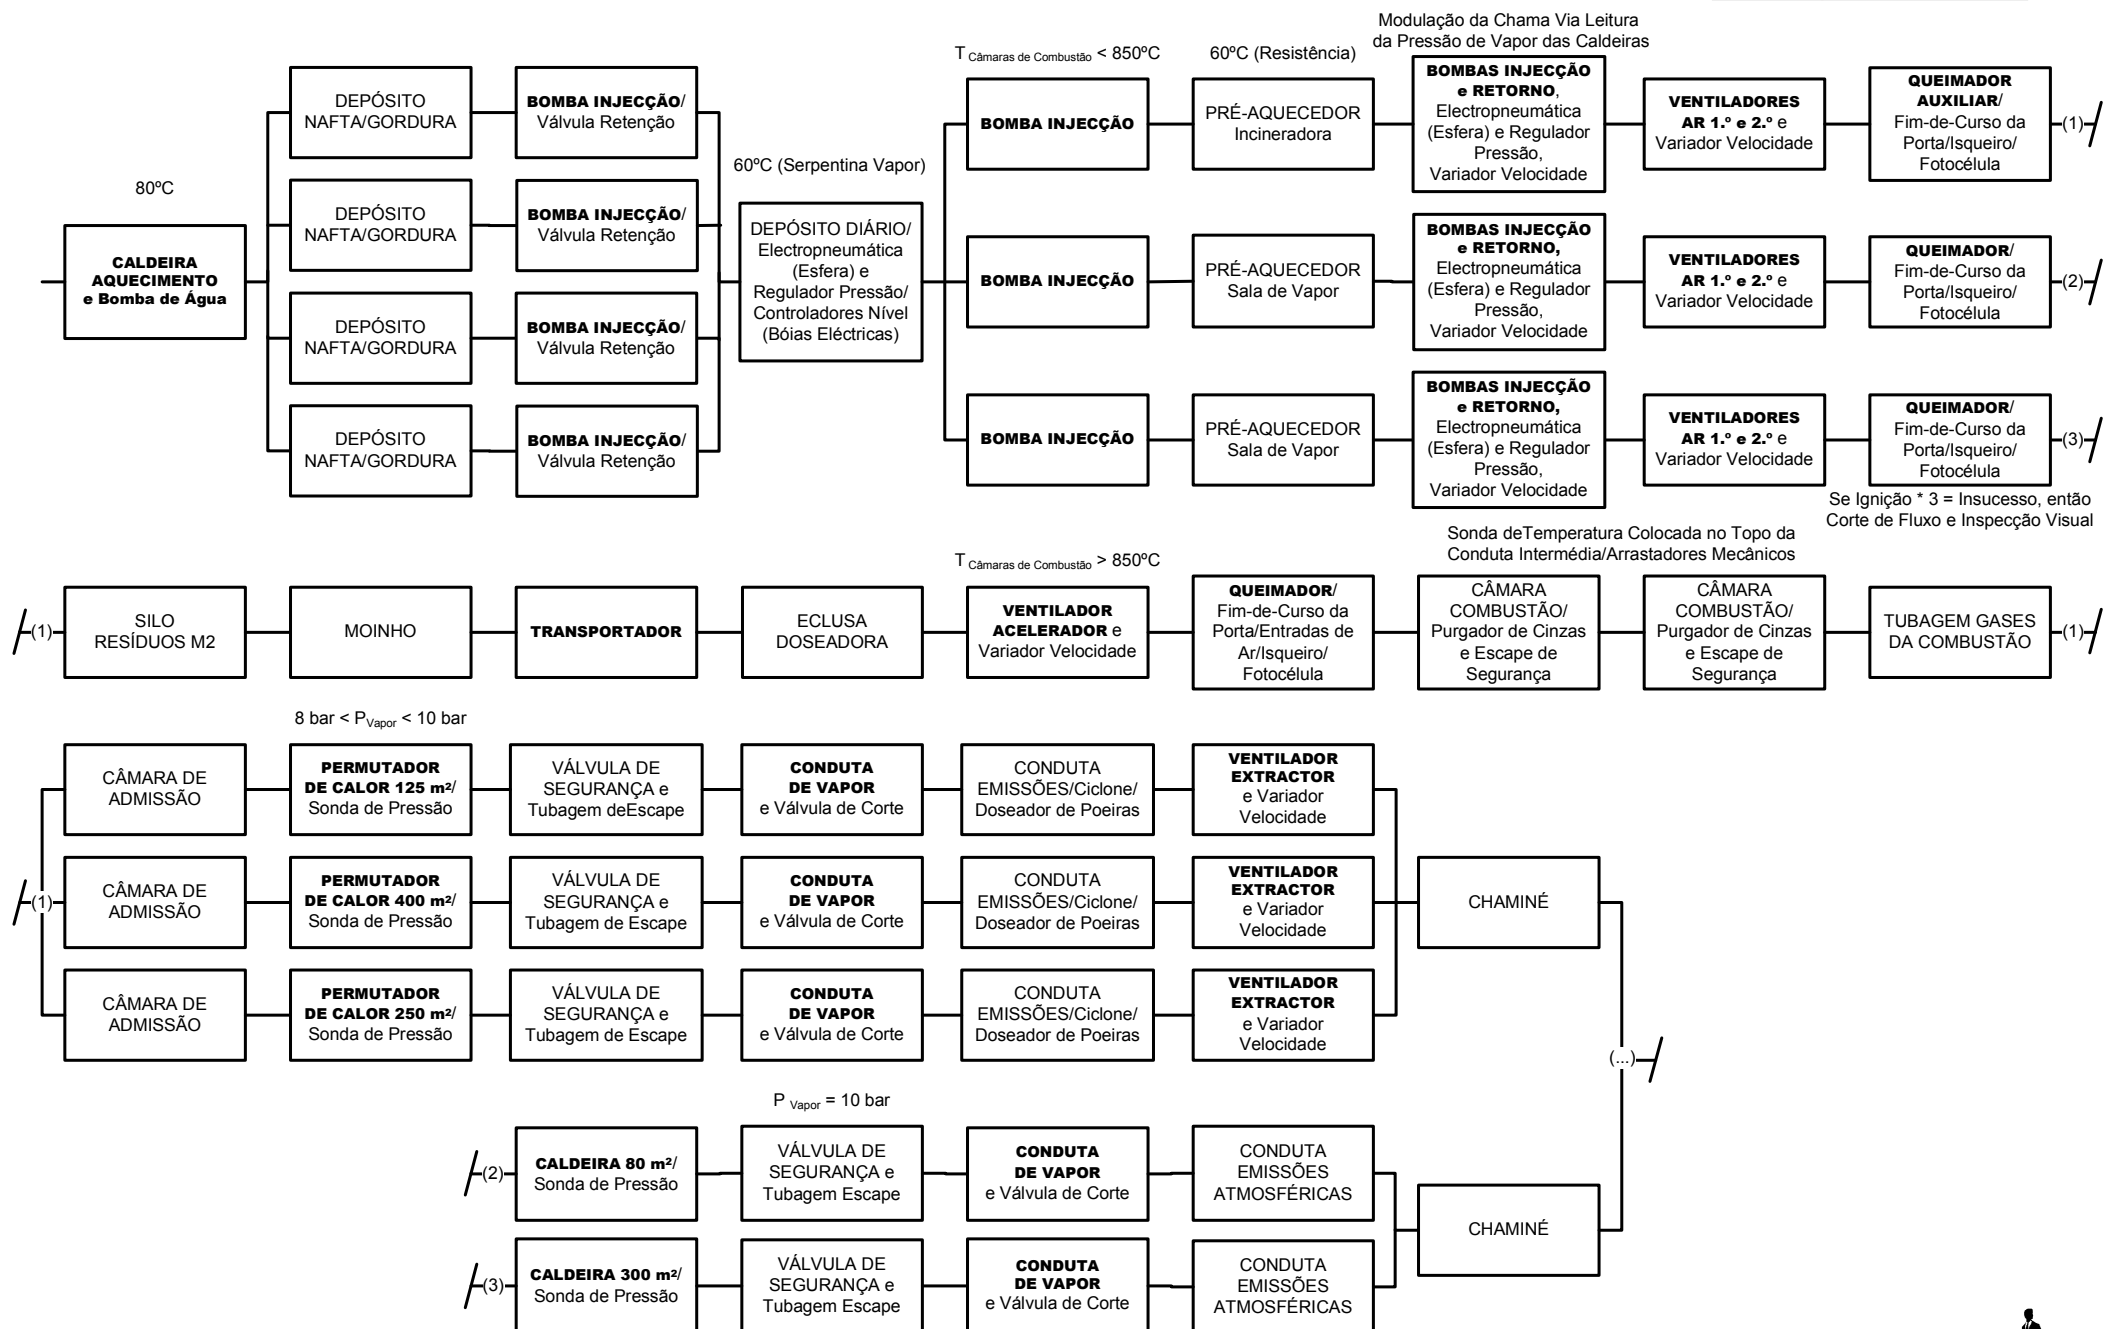 Modulação da Chama Via Leitura
da Pressão de Vapor das Caldeiras
T Câmaras de Combustão < 850ºC
60ºC (Resistência)
80ºC
CALDEIRA
AQUECIMENTO
e Bomba de Água
DEPÓSITO
NAFTA/GORDURA
BOMBA INJECÇÃO/
Válvula Retenção
DEPÓSITO
NAFTA/GORDURA
BOMBA INJECÇÃO/
Válvula Retenção
DEPÓSITO
NAFTA/GORDURA
BOMBA INJECÇÃO/
Válvula Retenção
DEPÓSITO
NAFTA/GORDURA
BOMBA INJECÇÃO/
Válvula Retenção
60ºC (Serpentina Vapor)
DEPÓSITO DIÁRIO/
Electropneumática
(Esfera) e
Regulador Pressão/
Controladores Nível
(Bóias Eléctricas)
BOMBA INJECÇÃO
PRÉ-AQUECEDOR
Incineradora
BOMBAS INJECÇÃO
e RETORNO,
Electropneumática
(Esfera) e Regulador
Pressão,
Variador Velocidade
VENTILADORES
AR 1.º e 2.º e
Variador Velocidade
QUEIMADOR
AUXILIAR/
Fim-de-Curso da
Porta/Isqueiro/
Fotocélula
(1)
BOMBA INJECÇÃO
PRÉ-AQUECEDOR
Sala de Vapor
BOMBAS INJECÇÃO
e RETORNO,
Electropneumática
(Esfera) e Regulador
Pressão,
Variador Velocidade
VENTILADORES
AR 1.º e 2.º e
Variador Velocidade
QUEIMADOR/
Fim-de-Curso da
Porta/Isqueiro/
Fotocélula
(2)
BOMBA INJECÇÃO
PRÉ-AQUECEDOR
Sala de Vapor
BOMBAS INJECÇÃO
e RETORNO,
Electropneumática
(Esfera) e Regulador
Pressão,
Variador Velocidade
VENTILADORES
AR 1.º e 2.º e
Variador Velocidade
QUEIMADOR/
Fim-de-Curso da
Porta/Isqueiro/
Fotocélula
(3)
Se Ignição * 3 = Insucesso, então
Corte de Fluxo e Inspecção Visual
T Câmaras de Combustão > 850ºC
Sonda deTemperatura Colocada no Topo da
Conduta Intermédia/Arrastadores Mecânicos
(1)
SILO
RESÍDUOS M2
MOINHO
TRANSPORTADOR
ECLUSA
DOSEADORA
VENTILADOR
ACELERADOR e
Variador Velocidade
QUEIMADOR/
Fim-de-Curso da
Porta/Entradas de
Ar/Isqueiro/
Fotocélula
CÂMARA
COMBUSTÃO/
Purgador de Cinzas
e Escape de
Segurança
CÂMARA
COMBUSTÃO/
Purgador de Cinzas
e Escape de
Segurança
TUBAGEM GASES
DA COMBUSTÃO
(1)
8 bar < PVapor < 10 bar
CÂMARA DE
ADMISSÃO
PERMUTADOR
DE CALOR 125 m²/
Sonda de Pressão
VÁLVULA DE
SEGURANÇA e
Tubagem deEscape
CONDUTA
DE VAPOR
e Válvula de Corte
CONDUTA
EMISSÕES/Ciclone/
Doseador de Poeiras
VENTILADOR
EXTRACTOR
e Variador
Velocidade
(1)
CÂMARA DE
ADMISSÃO
PERMUTADOR
DE CALOR 400 m²/
Sonda de Pressão
VÁLVULA DE
SEGURANÇA e
Tubagem de Escape
CONDUTA
DE VAPOR
e Válvula de Corte
CONDUTA
EMISSÕES/Ciclone/
Doseador de Poeiras
VENTILADOR
EXTRACTOR
e Variador
Velocidade
CHAMINÉ
CÂMARA DE
ADMISSÃO
PERMUTADOR
DE CALOR 250 m²/
Sonda de Pressão
VÁLVULA DE
SEGURANÇA e
Tubagem de Escape
CONDUTA
DE VAPOR
e Válvula de Corte
CONDUTA
EMISSÕES/Ciclone/
Doseador de Poeiras
VENTILADOR
EXTRACTOR
e Variador
Velocidade
(...)
P Vapor = 10 bar
(2)
CALDEIRA 80 m²/
Sonda de Pressão
VÁLVULA DE
SEGURANÇA e
Tubagem Escape
CONDUTA
DE VAPOR
e Válvula de Corte
CONDUTA
EMISSÕES
ATMOSFÉRICAS
CHAMINÉ
(3)
CALDEIRA 300 m²/
Sonda de Pressão
VÁLVULA DE
SEGURANÇA e
Tubagem Escape
CONDUTA
DE VAPOR
e Válvula de Corte
CONDUTA
EMISSÕES
ATMOSFÉRICAS